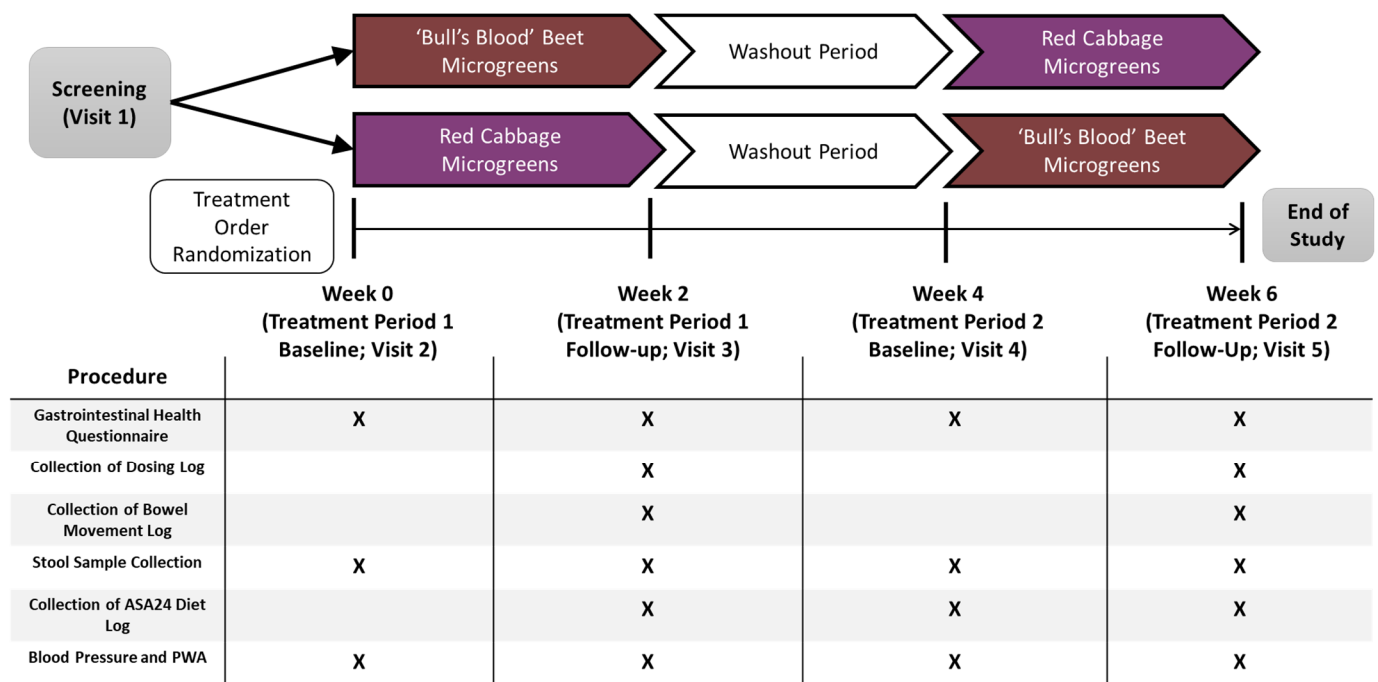 ‘Bull’s Blood’ Beet
Microgreens
Washout Period
Red Cabbage
Microgreens
Screening
(Visit 1)
Red Cabbage
Microgreens
Washout Period
‘Bull’s Blood’ Beet
Microgreens
Treatment
Order
Randomization
End of
Study
Week 0
(Treatment Period 1
Baseline; Visit 2)
Week 2
(Treatment Period 1
Follow-up; Visit 3)
Week 4
(Treatment Period 2
Baseline; Visit 4)
Week 6
(Treatment Period 2
Follow-Up; Visit 5)
Procedure
Gastrointestinal Health
Questionnaire
X X X X
Collection of Dosing Log
X X
Collection of Bowel
Movement Log
X X
Stool Sample Collection
X X X X
Collection of ASA24 Diet
Log
X X X
Blood Pressure and PWA
X X X X